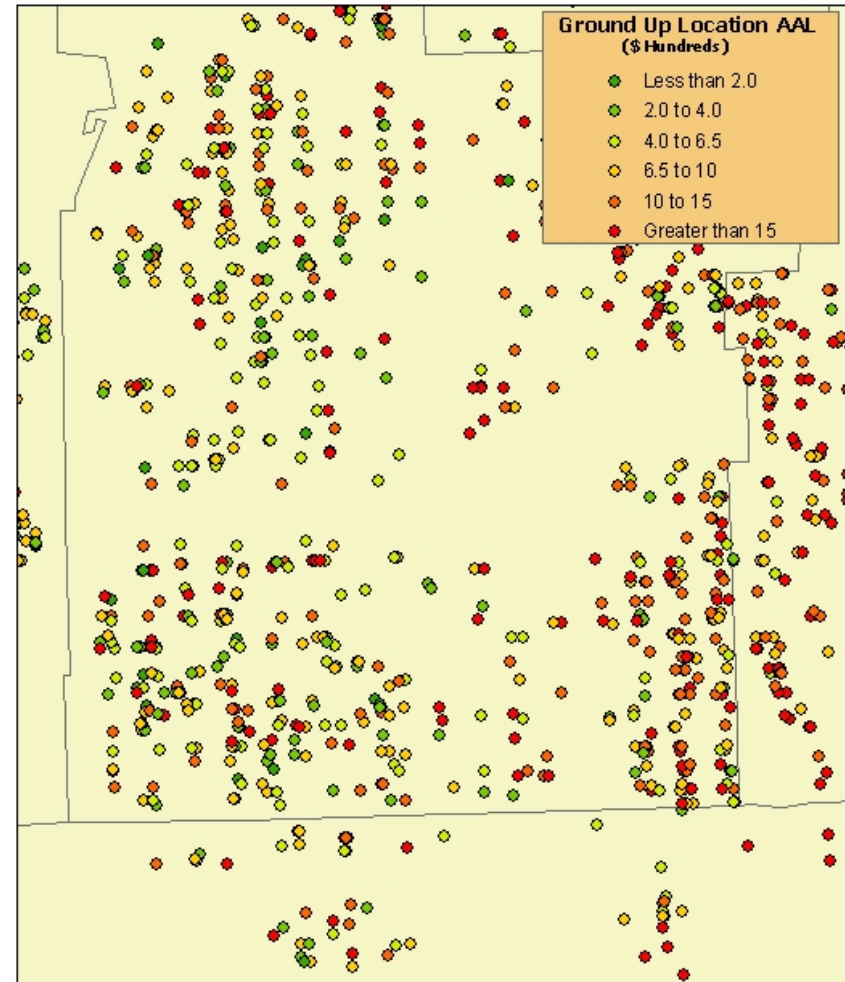 Ground Up Location AAL
($ Hundreds)
Less than 2.0
2.0 to 4.0
4.0 to 6.5
6.5 to 10
10 to 15
Greater than 15